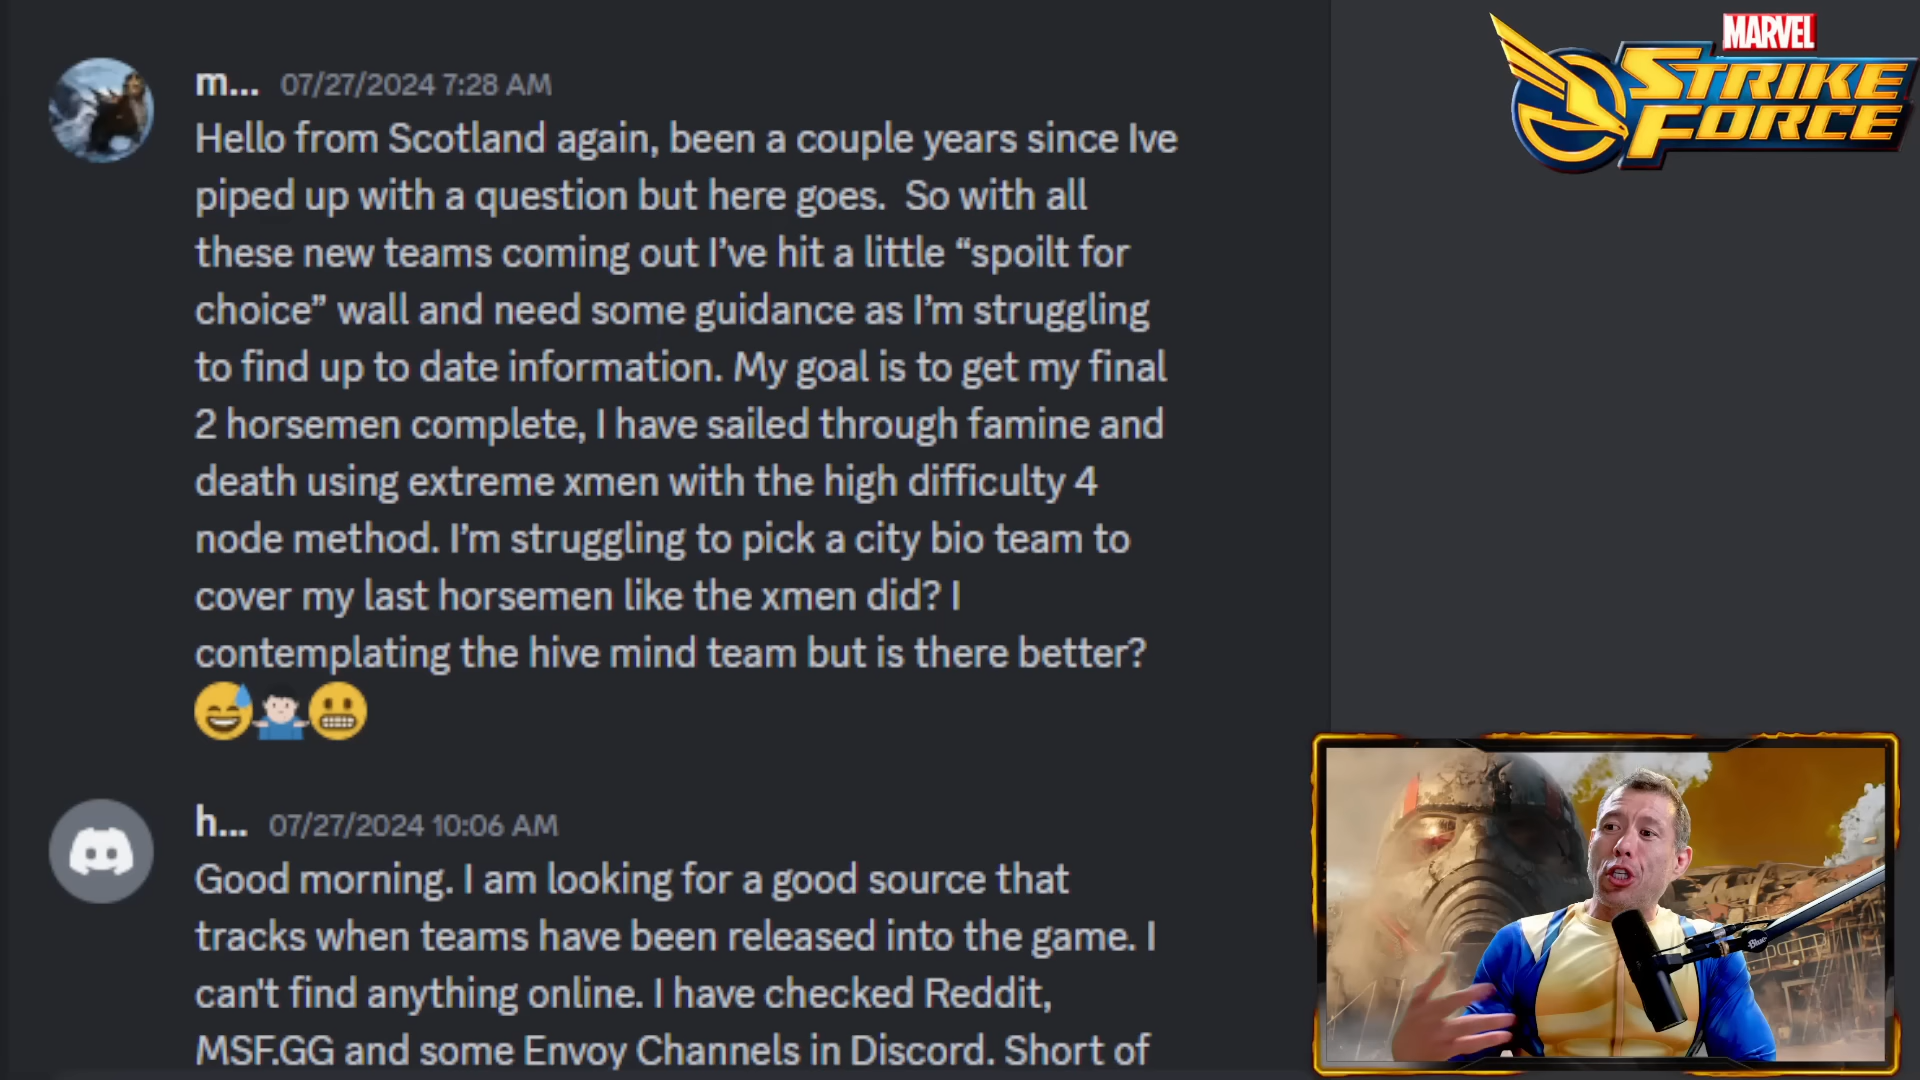 MARVEL
STRIKE
FORCE
m... 07/27/2024 7:28 AM
Hello from Scotland again, been a couple years since Ive
piped up with a question but here goes.  So with all
these new teams coming out I’ve hit a little “spoilt for
choice” wall and need some guidance as I’m struggling
to find up to date information. My goal is to get my final
2 horsemen complete, I have sailed through famine and
death using extreme xmen with the high difficulty 4
node method. I’m struggling to pick a city bio team to
cover my last horsemen like the xmen did? I
contemplating the hive mind team but is there better?
😅🤷🏻‍♂️😬
h... 07/27/2024 10:06 AM
Good morning. I am looking for a good source that
tracks when teams have been released into the game. I
can't find anything online. I have checked Reddit,
MSF.GG and some Envoy Channels in Discord. Short of
Blue